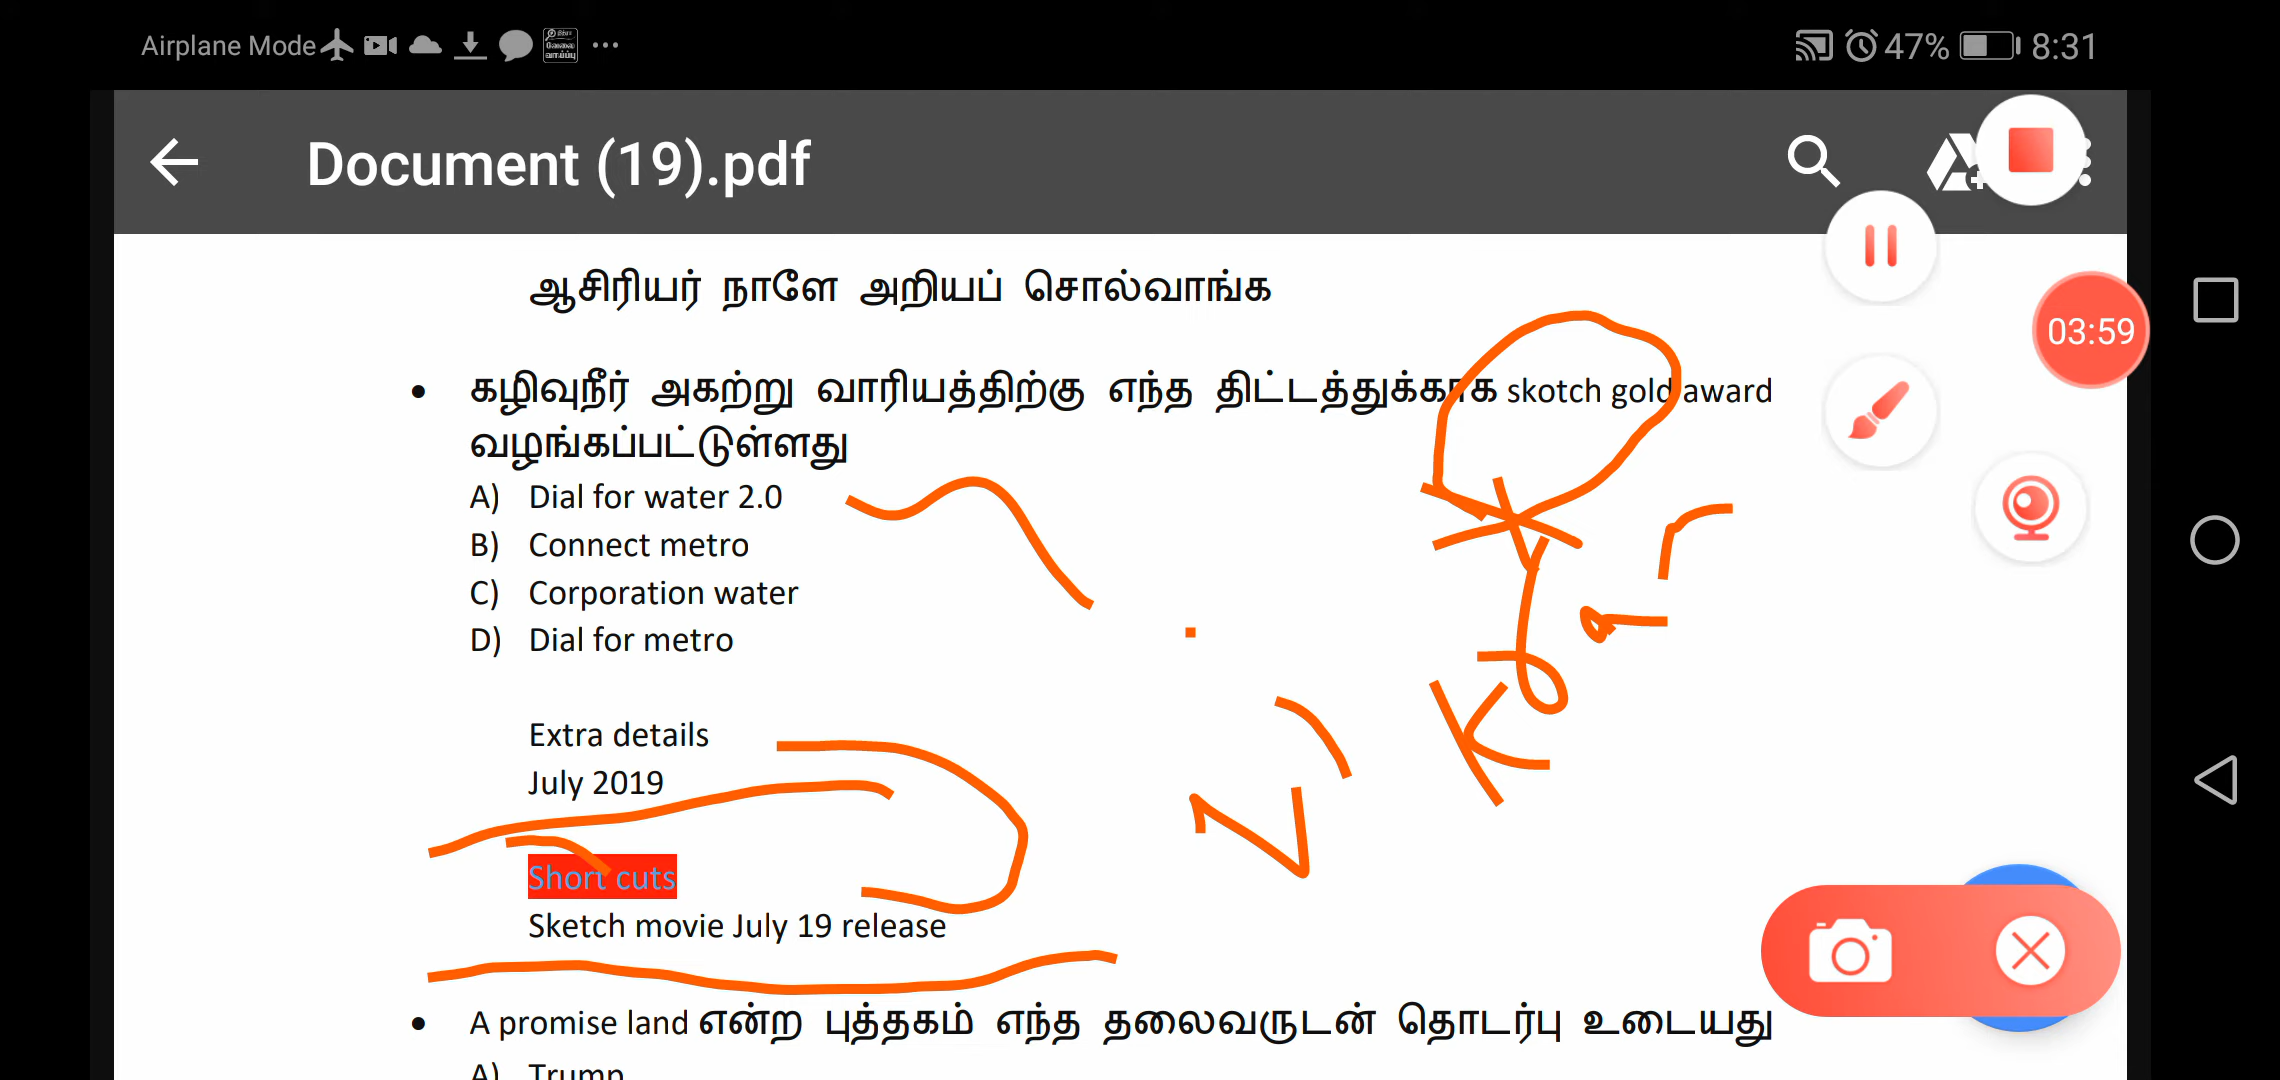 Airplane Mode
47% 8:31
Document (19).pdf
03:59
ஆசிரியர் நாளே அறியப் சொல்வாங்க
• கழிவுநீர் அகற்று வாரியத்திற்கு எந்த திட்டத்துக்காக skotch gold award
வழங்கப்பட்டுள்ளது
A) Dial for water 2.0
B) Connect metro
C) Corporation water
D) Dial for metro
Extra details
July 2019
Short cuts
Sketch movie July 19 release
• A promise land என்ற புத்தகம் எந்த தலைவருடன் தொடர்பு உடையது
A) Trump